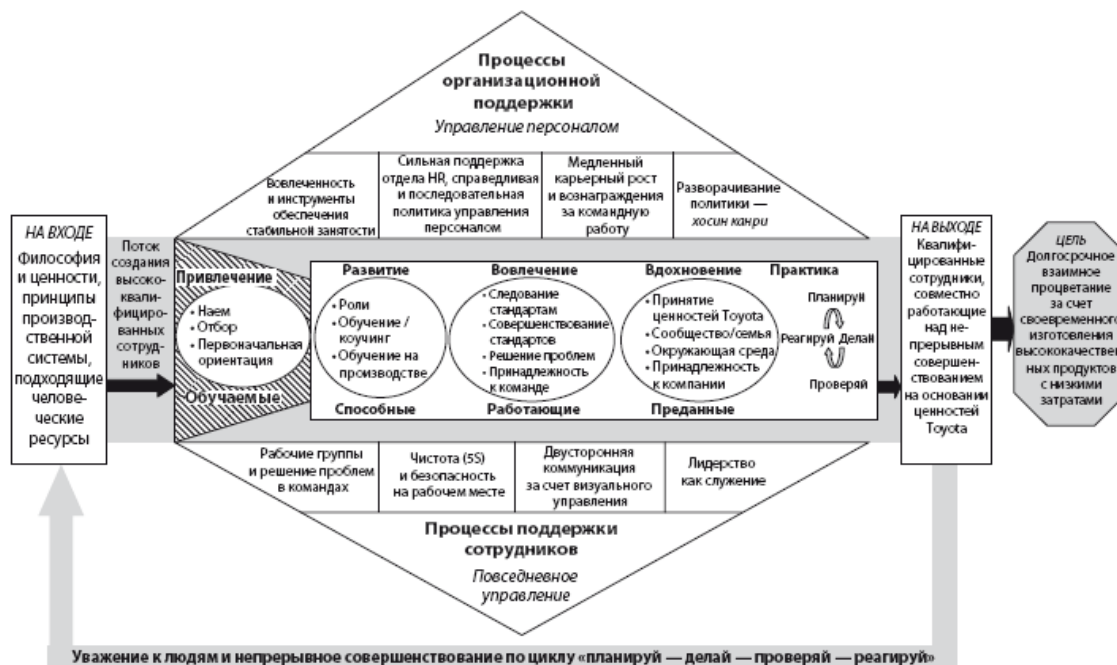 Процессы
организационной
поддержки
Управление персоналом
Вовлеченность
и инструменты
обеспечения
стабильной занятости
Сильная поддержка
отдела HR, справедливая
и последовательная
политика управления
персоналом
Медленный
карьерный рост
и вознаграждения
за командную
работу
Разворачивание
политики —
хосин канри
НА ВХОДЕ
Философия
и ценности,
принципы
производ-
ственной
системы,
подходящие
челове-
ческие
ресурсы
Поток
создания
высоко-
квали-
фициро-
ванных
сотруд-
ников
Привлечение
• Наем
• Отбор
• Первоначальная
ориентация
Обучаемые
Развитие
• Роли
• Обучение /
коучинг
• Обучение на
производстве
Способные
Вовлечение
• Следование
стандартам
• Совершенствование
стандартов
• Решение проблем
• Принадлежность
к команде
Работающие
Вдохновение
• Принятие
ценностей Toyota
• Сообщество/семья
• Окружающая среда
• Принадлежность
к компании
Преданные
Практика
Планируй
Реагируй Делай
Проверяй
НА ВЫХОДЕ
Квалифи-
цированные
сотрудники,
совместно
работающие
над не-
прерывным
совершен-
ствованием
на основании
ценностей
Toyota
ЦЕЛЬ
Долгосрочное
взаимное
процветание
за счет
своевременного
изготовления
высококачествен-
ных продуктов
с низкими
затратами
Рабочие группы
и решение проблем
в командах
Чистота (5S)
и безопасность
на рабочем месте
Двусторонняя
коммуникация
за счет визуального
управления
Лидерство
как служение
Процессы поддержки
сотрудников
Повседневное
управление
Уважение к людям и непрерывное совершенствование по циклу «планируй — делай — проверяй — реагируй»